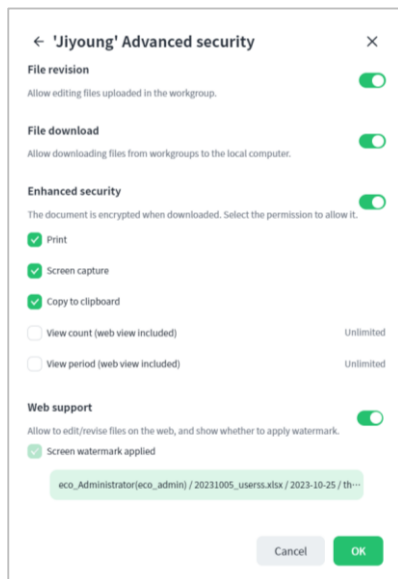 ← 'Jiyoung' Advanced security
File revision
Allow editing files uploaded in the workgroup.
File download
Allow downloading files from workgroups to the local computer.
Enhanced security
The document is encrypted when downloaded. Select the permission to allow it.
Print
Screen capture
Copy to clipboard
View count (web view included) Unlimited
View period (web view included) Unlimited
Web support
Allow to edit/revise files on the web, and show whether to apply watermark.
Screen watermark applied
eco_Administrator(eco_admin) / 20231005_userss.xlsx / 2023-10-25 / th···
Cancel OK